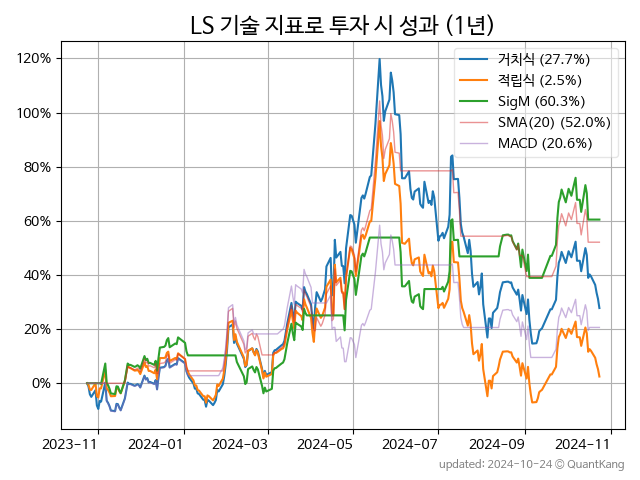 LS 기술 지표로 투자 시 성과 (1년)
거치식 (27.7%)
적립식 (2.5%)
SigM (60.3%)
SMA(20) (52.0%)
MACD (20.6%)
120%
100%
80%
60%
40%
20%
0%
2023-11 2024-01 2024-03 2024-05 2024-07 2024-09 2024-11
updated: 2024-10-24 © QuantKang